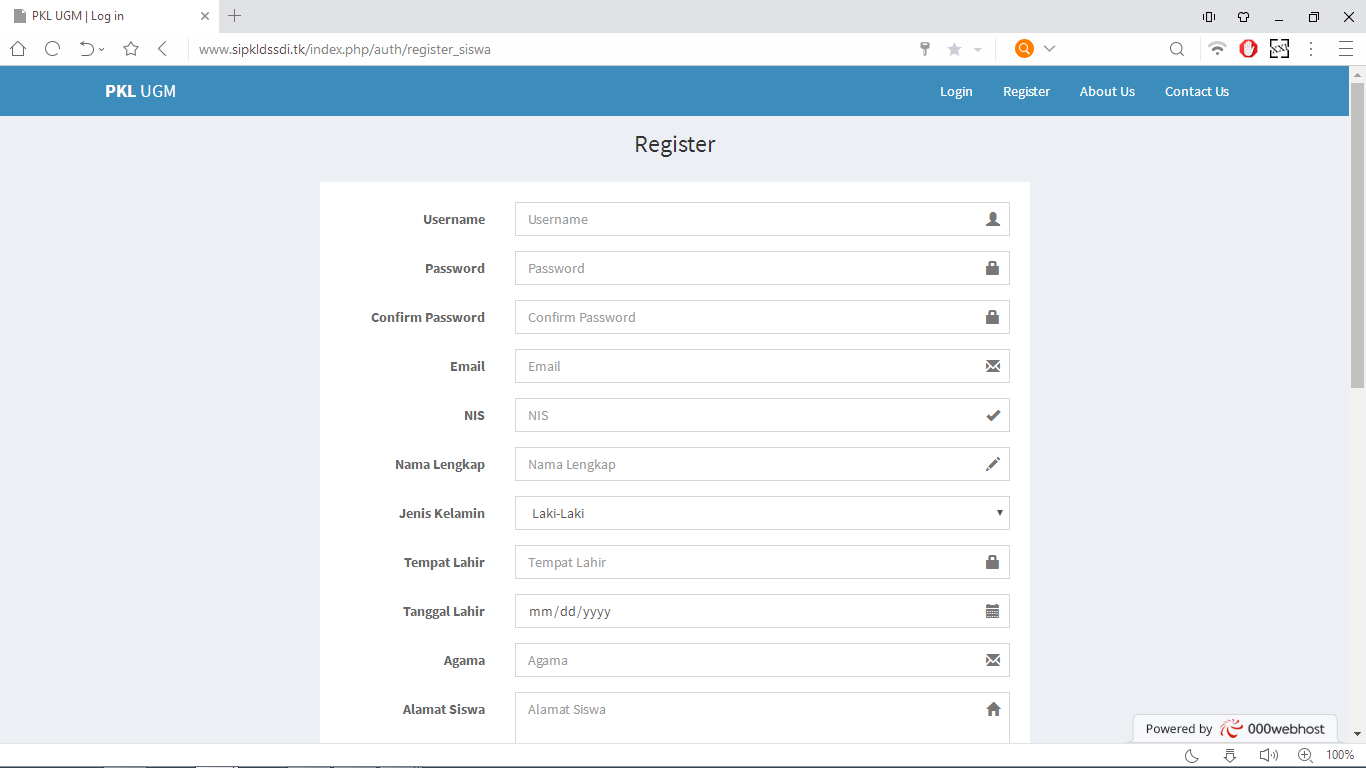 PKL UGM | Log in
www.sipkldssdi.tk/index.php/auth/register_siswa
PKL UGM Login Register About Us Contact Us
Register
Username Username
Password Password
Confirm Password Confirm Password
Email Email
NIS NIS
Nama Lengkap Nama Lengkap
Jenis Kelamin Laki-Laki
Tempat Lahir Tempat Lahir
Tanggal Lahir mm/dd/yyyy
Agama Agama
Alamat Siswa Alamat Siswa
Powered by 000webhost
100%